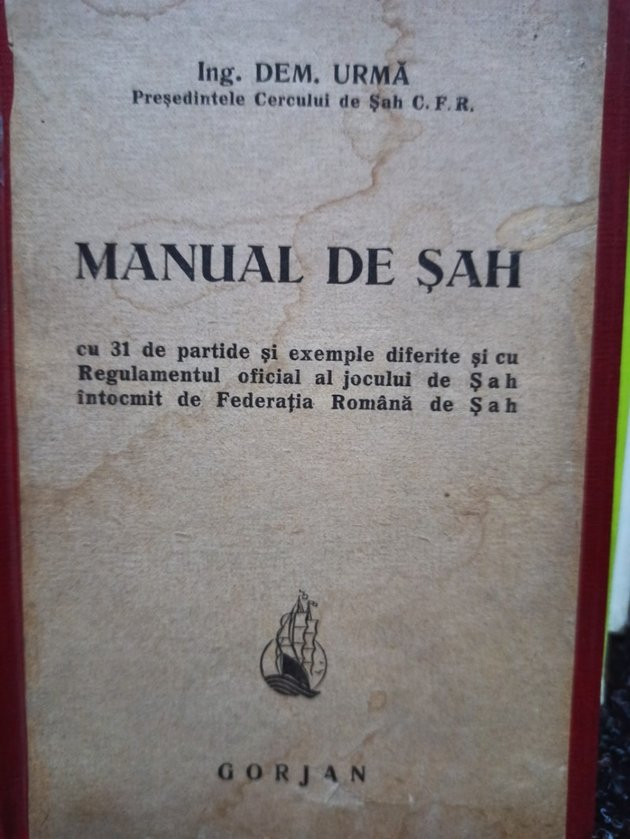 Ing. DEM. URMĂ
Președintele Cercului de Șah C. F. R.
MANUAL DE ȘAH
cu 31 de partide și exemple diferite și cu
Regulamentul oficial al jocului de Șah
întocmit de Federația Română de Șah
GORJAN